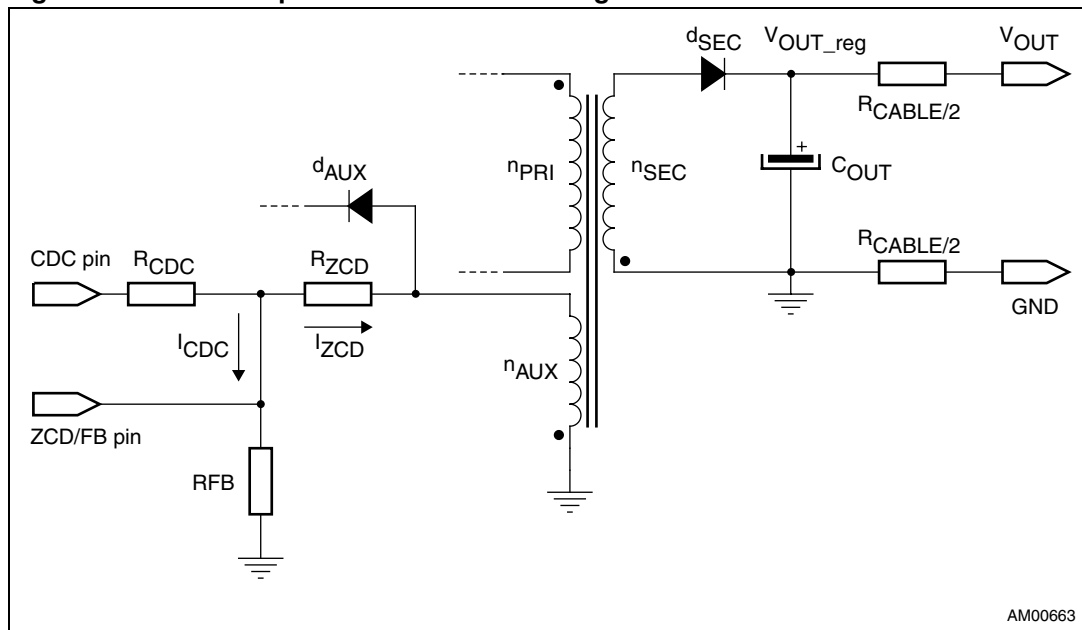 dSEC
VOUT_reg
VOUT
RCABLE/2
nPRI
nSEC
+
COUT
dAUX
CDC pin
RCDC
RZCD
RCABLE/2
GND
ICDC
IZCD
nAUX
ZCD/FB pin
RFB
AM00663